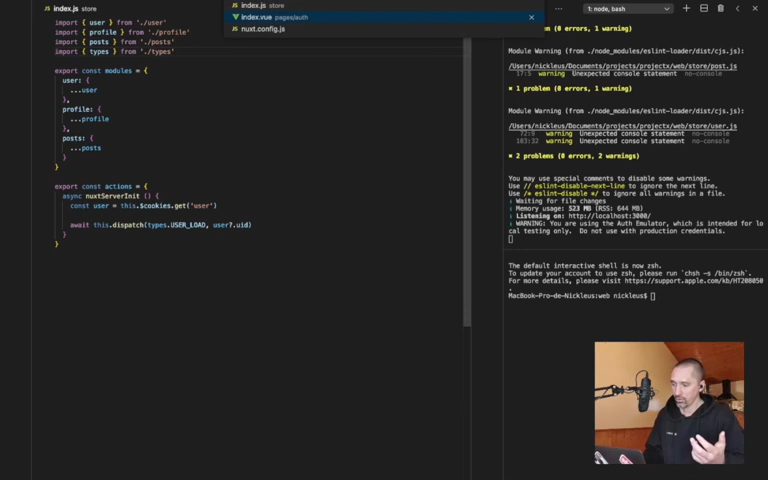 index.js store
import { user } from './user'
import { profile } from './profile'
import { posts } from './posts'
import { types } from './types'
export const modules = {
user: {
...user
},
profile: {
...profile
},
posts: {
...posts
}
}
export const actions = {
async nuxtServerInit () {
const user = this.$cookies.get('user')
await this.dispatch(types.USER_LOAD, user?.uid)
}
}
index.js store
index.vue pages/auth
nuxt.config.js
1: node, bash
(0 errors, 1 warning)
Module Warning (from ./node_modules/eslint-loader/dist/cjs.js):
/Users/nickleus/Documents/projects/projectx/web/store/post.js
17:5 warning Unexpected console statement no-console
✖ 1 problem (0 errors, 1 warning)
Module Warning (from ./node_modules/eslint-loader/dist/cjs.js):
/Users/nickleus/Documents/projects/projectx/web/store/user.js
72:9 warning Unexpected console statement no-console
103:32 warning Unexpected console statement no-console
✖ 2 problems (0 errors, 2 warnings)
You may use special comments to disable some warnings.
Use // eslint-disable-next-line to ignore the next line.
Use /* eslint-disable */ to ignore all warnings in a file.
ℹ Waiting for file changes
ℹ Memory usage: 523 MB (RSS: 644 MB)
ℹ Listening on: http://localhost:3000/
ℹ WARNING: You are using the Auth Emulator, which is intended for lo
cal testing only. Do not use with production credentials.
The default interactive shell is now zsh.
To update your account to use zsh, please run `chsh -s /bin/zsh`.
For more details, please visit https://support.apple.com/kb/HT208050
.
MacBook-Pro-de-Nickleus:web nickleus$